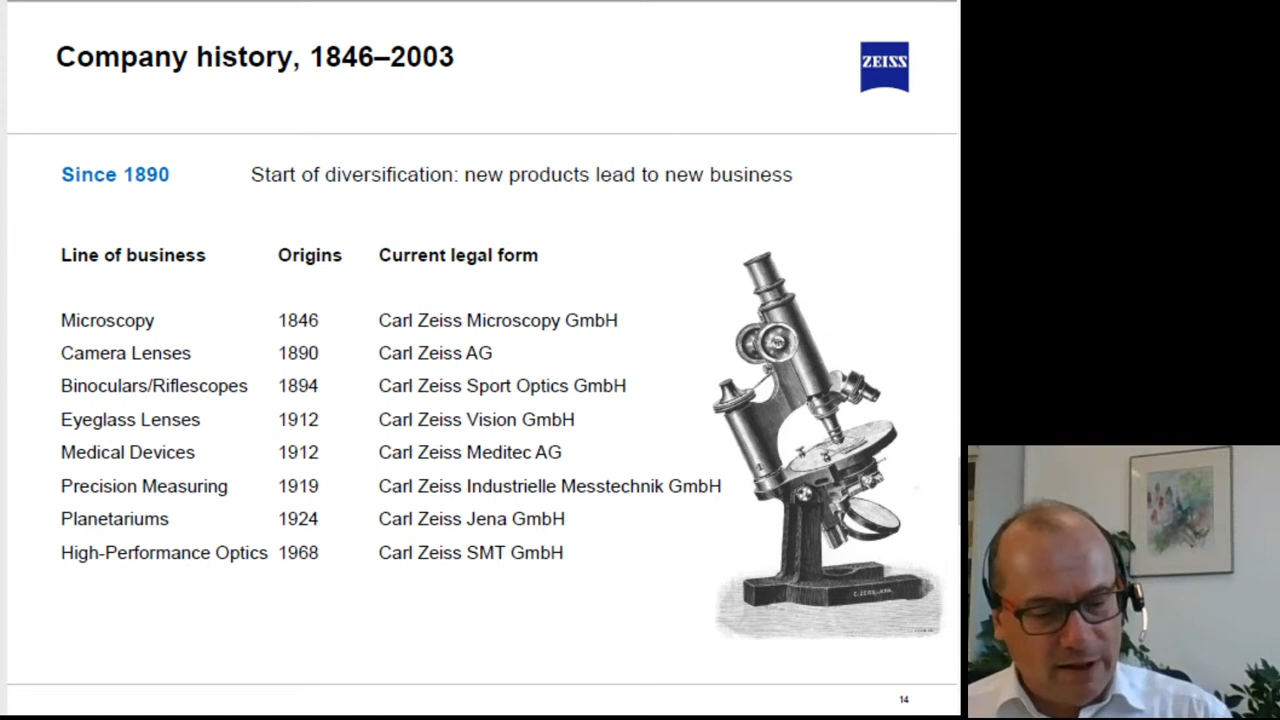 Company history, 1846–2003
ZEISS
Since 1890 Start of diversification: new products lead to new business
Line of business Origins Current legal form
Microscopy 1846 Carl Zeiss Microscopy GmbH
Camera Lenses 1890 Carl Zeiss AG
Binoculars/Riflescopes 1894 Carl Zeiss Sport Optics GmbH
Eyeglass Lenses 1912 Carl Zeiss Vision GmbH
Medical Devices 1912 Carl Zeiss Meditec AG
Precision Measuring 1919 Carl Zeiss Industrielle Messtechnik GmbH
Planetariums 1924 Carl Zeiss Jena GmbH
High-Performance Optics 1968 Carl Zeiss SMT GmbH
14